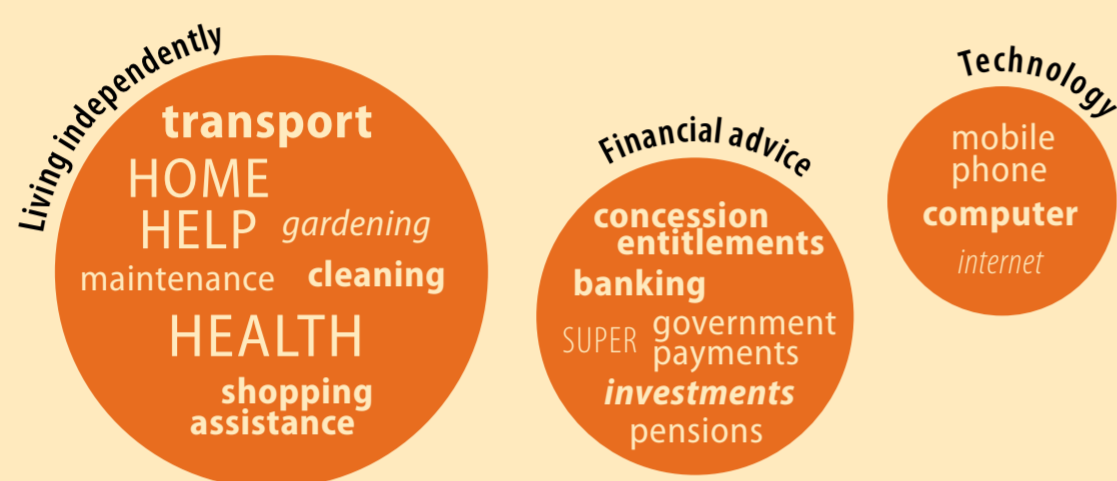 Living independently
transport
HOME
HELP gardening
maintenance cleaning
HEALTH
shopping
assistance
Financial advice
concession
entitlements
banking
SUPER government
payments
investments
pensions
Technology
mobile
phone
computer
internet